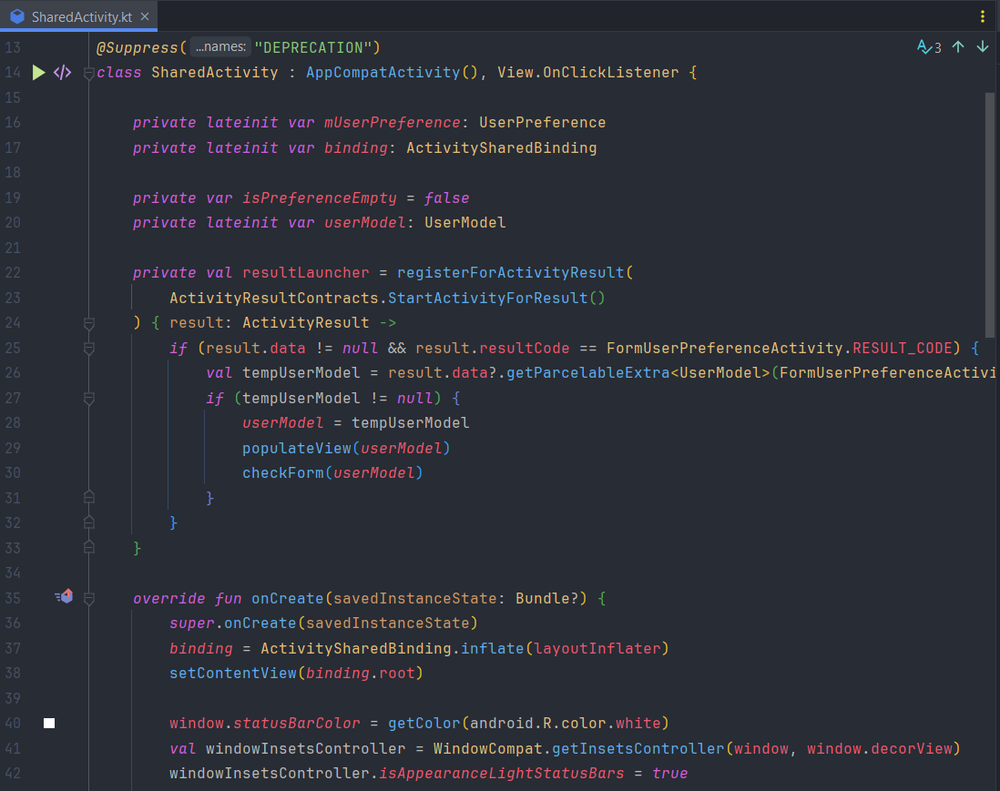 SharedActivity.kt
13 @Suppress( ...names: "DEPRECATION") 3
14 class SharedActivity : AppCompatActivity(), View.OnClickListener {
15
16 private lateinit var mUserPreference: UserPreference
17 private lateinit var binding: ActivitySharedBinding
18
19 private var isPreferenceEmpty = false
20 private lateinit var userModel: UserModel
21
22 private val resultLauncher = registerForActivityResult(
23 ActivityResultContracts.StartActivityForResult()
24 ) { result: ActivityResult ->
25 if (result.data != null && result.resultCode == FormUserPreferenceActivity.RESULT_CODE) {
26 val tempUserModel = result.data?.getParcelableExtra<UserModel>(FormUserPreferenceActivi
27 if (tempUserModel != null) {
28 userModel = tempUserModel
29 populateView(userModel)
30 checkForm(userModel)
31 }
32 }
33 }
34
35 override fun onCreate(savedInstanceState: Bundle?) {
36 super.onCreate(savedInstanceState)
37 binding = ActivitySharedBinding.inflate(layoutInflater)
38 setContentView(binding.root)
39
40 window.statusBarColor = getColor(android.R.color.white)
41 val windowInsetsController = WindowCompat.getInsetsController(window, window.decorView)
42 windowInsetsController.isAppearanceLightStatusBars = true